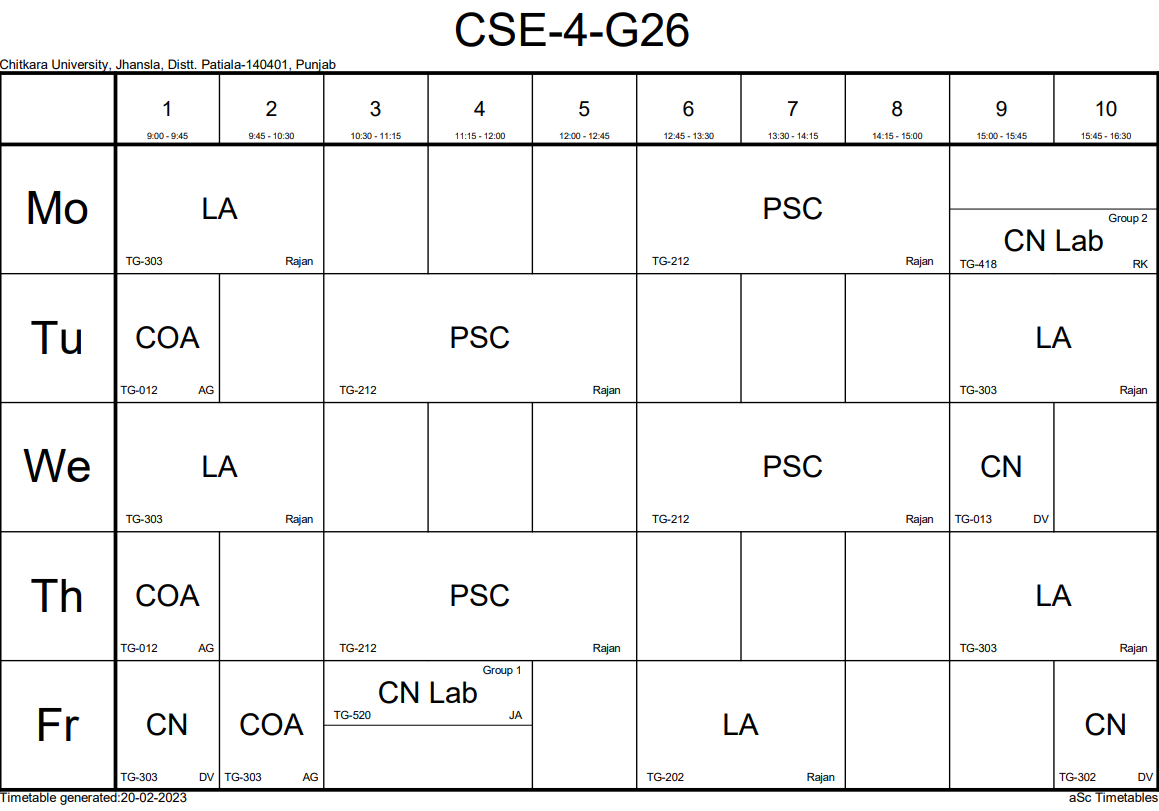 CSE-4-G26
Chitkara University, Jhansla, Distt. Patiala-140401, Punjab
1 2 3 4 5 6 7 8 9 10
9:00 - 9:45 9:45 - 10:30 10:30 - 11:15 11:15 - 12:00 12:00 - 12:45 12:45 - 13:30 13:30 - 14:15 14:15 - 15:00 15:00 - 15:45 15:45 - 16:30
Mo LA PSC
Group 2
CN Lab
TG-303 Rajan TG-212 Rajan TG-418 RK
Tu COA PSC LA
TG-012 AG TG-212 Rajan TG-303 Rajan
We LA PSC CN
TG-303 Rajan TG-212 Rajan TG-013 DV
Th COA PSC LA
TG-012 AG TG-212 Rajan TG-303 Rajan
Group 1
CN Lab
TG-520 JA
Fr CN COA LA CN
TG-303 DV TG-303 AG TG-202 Rajan TG-302 DV
Timetable generated:20-02-2023 aSc Timetables